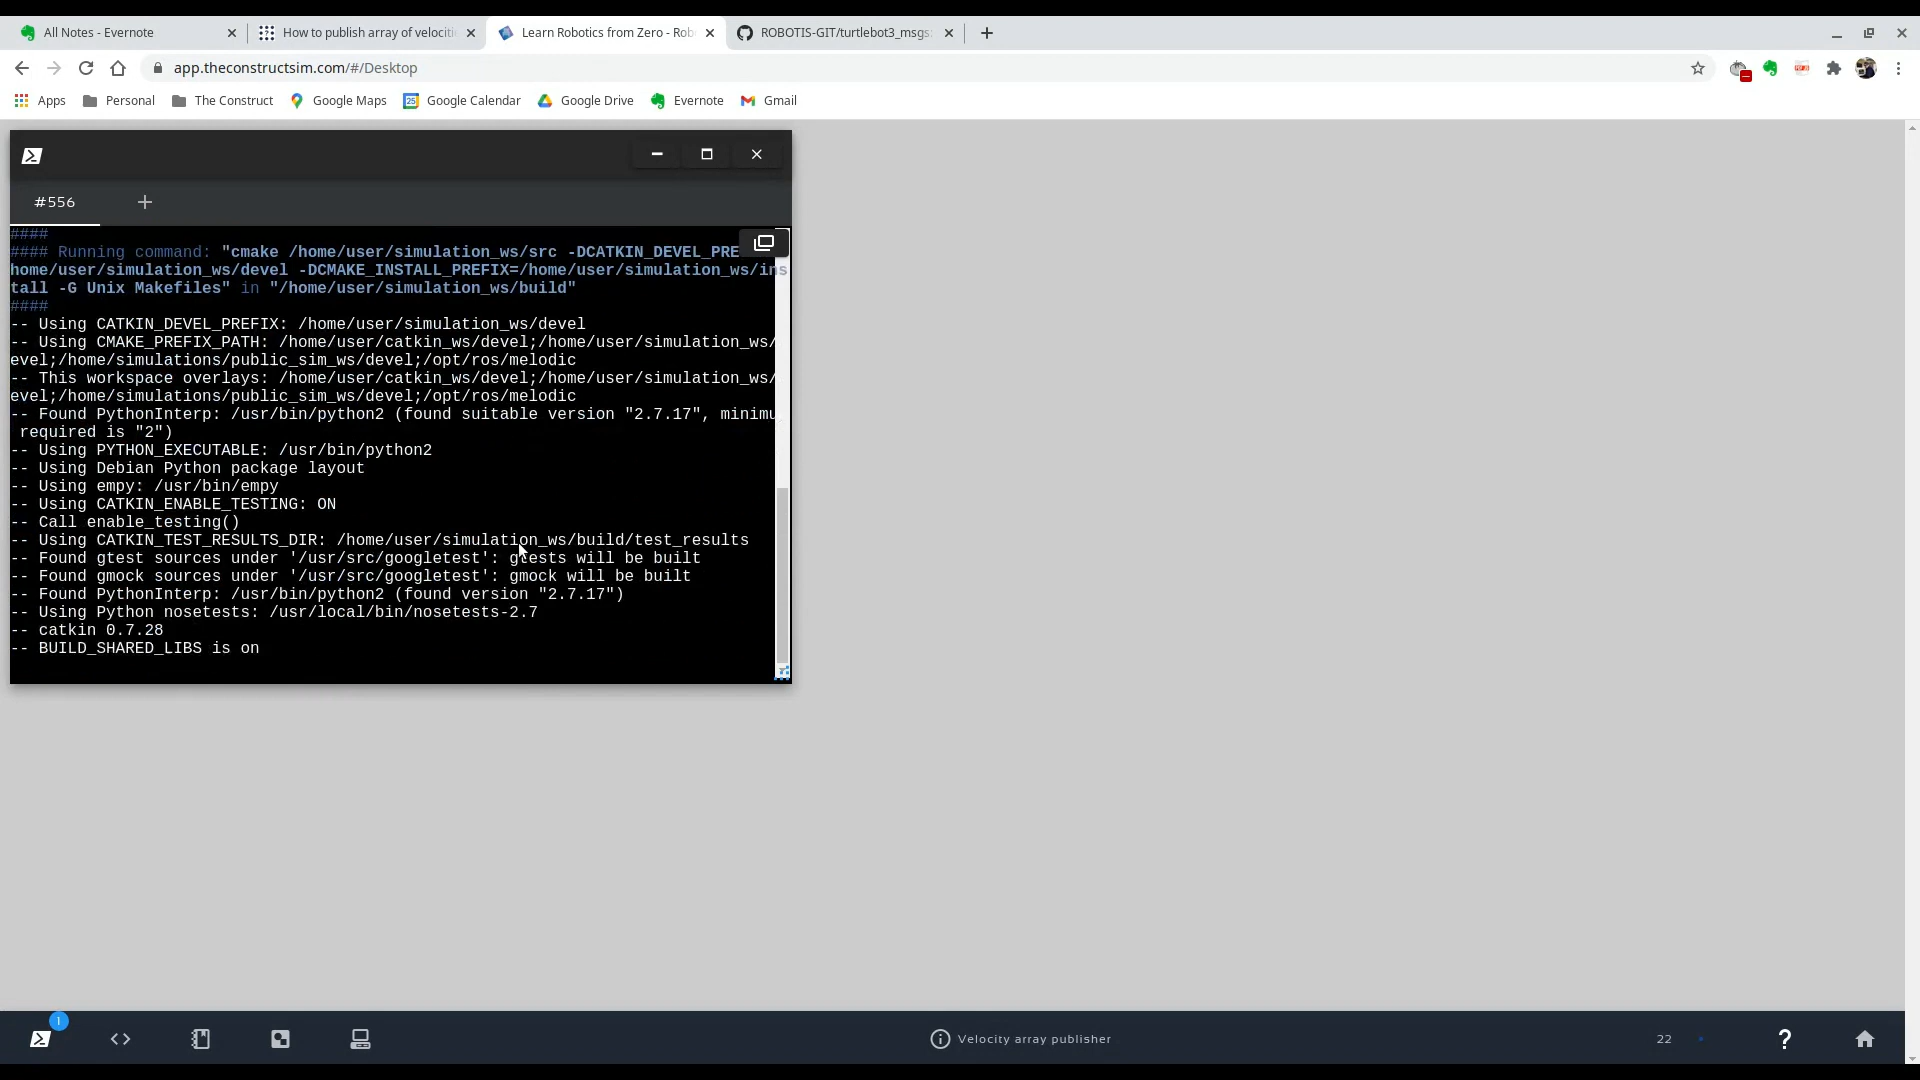 All Notes - Evernote
How to publish array of velociti
Learn Robotics from Zero - Rob
ROBOTIS-GIT/turtlebot3_msgs:
app.theconstructsim.com/#/Desktop
Apps
Personal
The Construct
Google Maps
Google Calendar
Google Drive
Evernote
Gmail
#556
####
#### Running command: "cmake /home/user/simulation_ws/src -DCATKIN_DEVEL_PRE
home/user/simulation_ws/devel -DCMAKE_INSTALL_PREFIX=/home/user/simulation_ws/ins
tall -G Unix Makefiles" in "/home/user/simulation_ws/build"
####
-- Using CATKIN_DEVEL_PREFIX: /home/user/simulation_ws/devel
-- Using CMAKE_PREFIX_PATH: /home/user/catkin_ws/devel;/home/user/simulation_ws/
evel;/home/simulations/public_sim_ws/devel;/opt/ros/melodic
-- This workspace overlays: /home/user/catkin_ws/devel;/home/user/simulation_ws/
evel;/home/simulations/public_sim_ws/devel;/opt/ros/melodic
-- Found PythonInterp: /usr/bin/python2 (found suitable version "2.7.17", minimu
required is "2")
-- Using PYTHON_EXECUTABLE: /usr/bin/python2
-- Using Debian Python package layout
-- Using empy: /usr/bin/empy
-- Using CATKIN_ENABLE_TESTING: ON
-- Call enable_testing()
-- Using CATKIN_TEST_RESULTS_DIR: /home/user/simulation_ws/build/test_results
-- Found gtest sources under '/usr/src/googletest': gtests will be built
-- Found gmock sources under '/usr/src/googletest': gmock will be built
-- Found PythonInterp: /usr/bin/python2 (found version "2.7.17")
-- Using Python nosetests: /usr/local/bin/nosetests-2.7
-- catkin 0.7.28
-- BUILD_SHARED_LIBS is on
1
Velocity array publisher
22